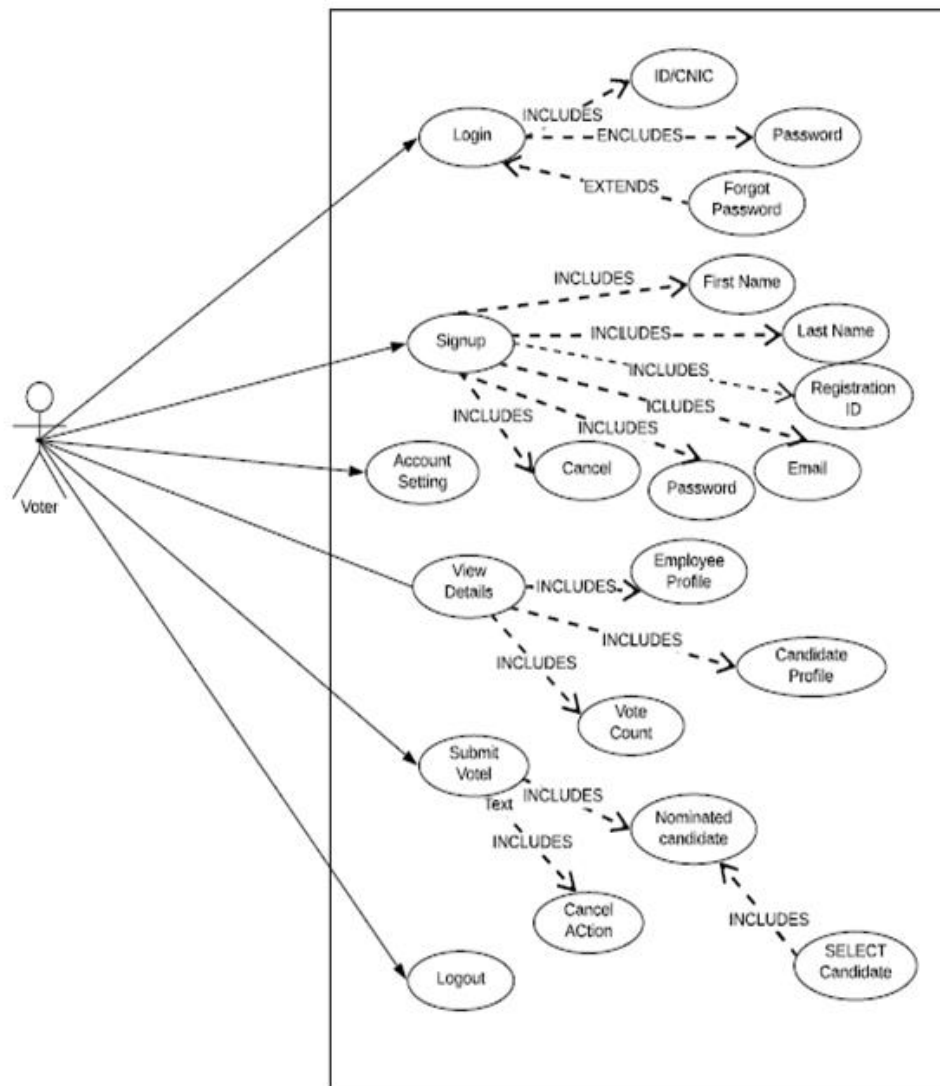 ID/CNIC
INCLUDES
Login
ENCLUDES
Password
EXTENDS
Forgot
Password
INCLUDES
First Name
Signup
INCLUDES
Last Name
INCLUDES
Registration
ID
INCLUDES
INCLUDES
ICLUDES
Account
Setting
Cancel
Password
Email
Voter
View
Details
INCLUDES
Employee
Profile
INCLUDES
INCLUDES
Candidate
Profile
Vote
Count
Submit
Votel
Text
INCLUDES
Nominated
candidate
INCLUDES
Cancel
ACtion
INCLUDES
SELECT
Candidate
Logout